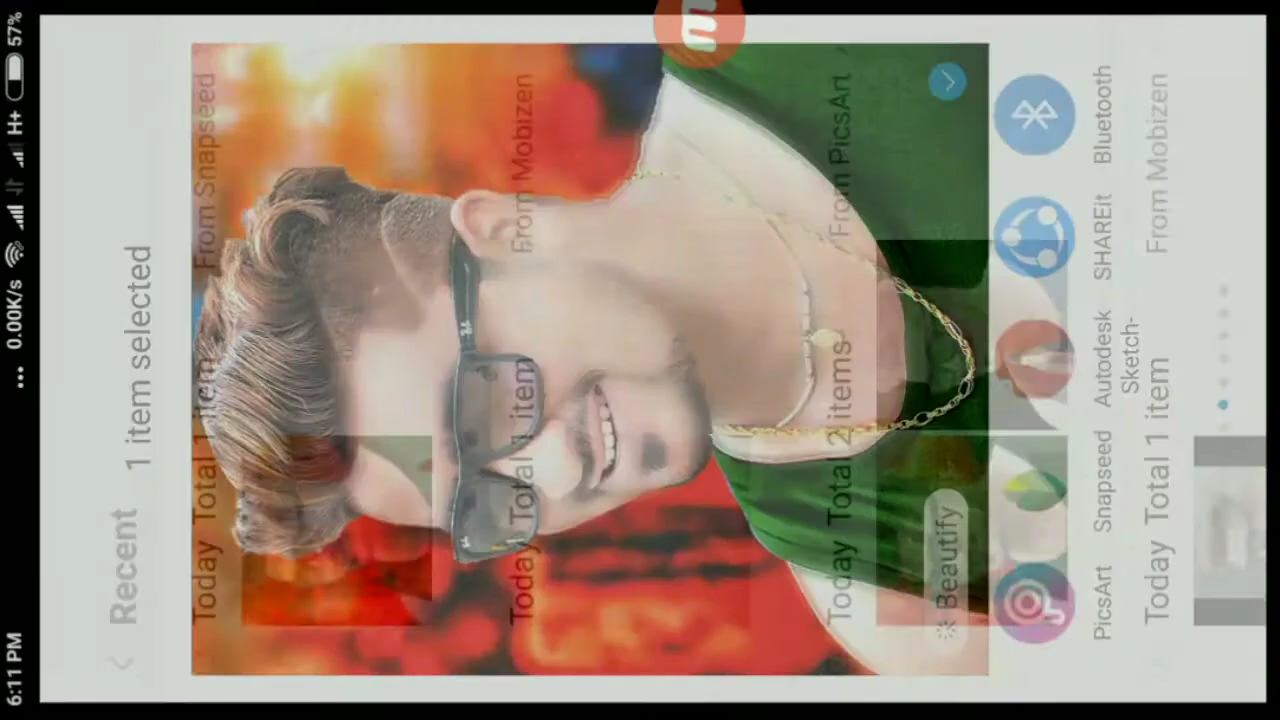 6:11 PM ... 0.00K/s H+ 57%
Recent 1 item selected
Today Total 1 item From Snapseed
Today Total 1 item From Mobizen
Today Total 2 items From PicsArt
Beautify
PicsArt
Snapseed
Autodesk Sketch-
SHAREit
Bluetooth
Today Total 1 item From Mobizen